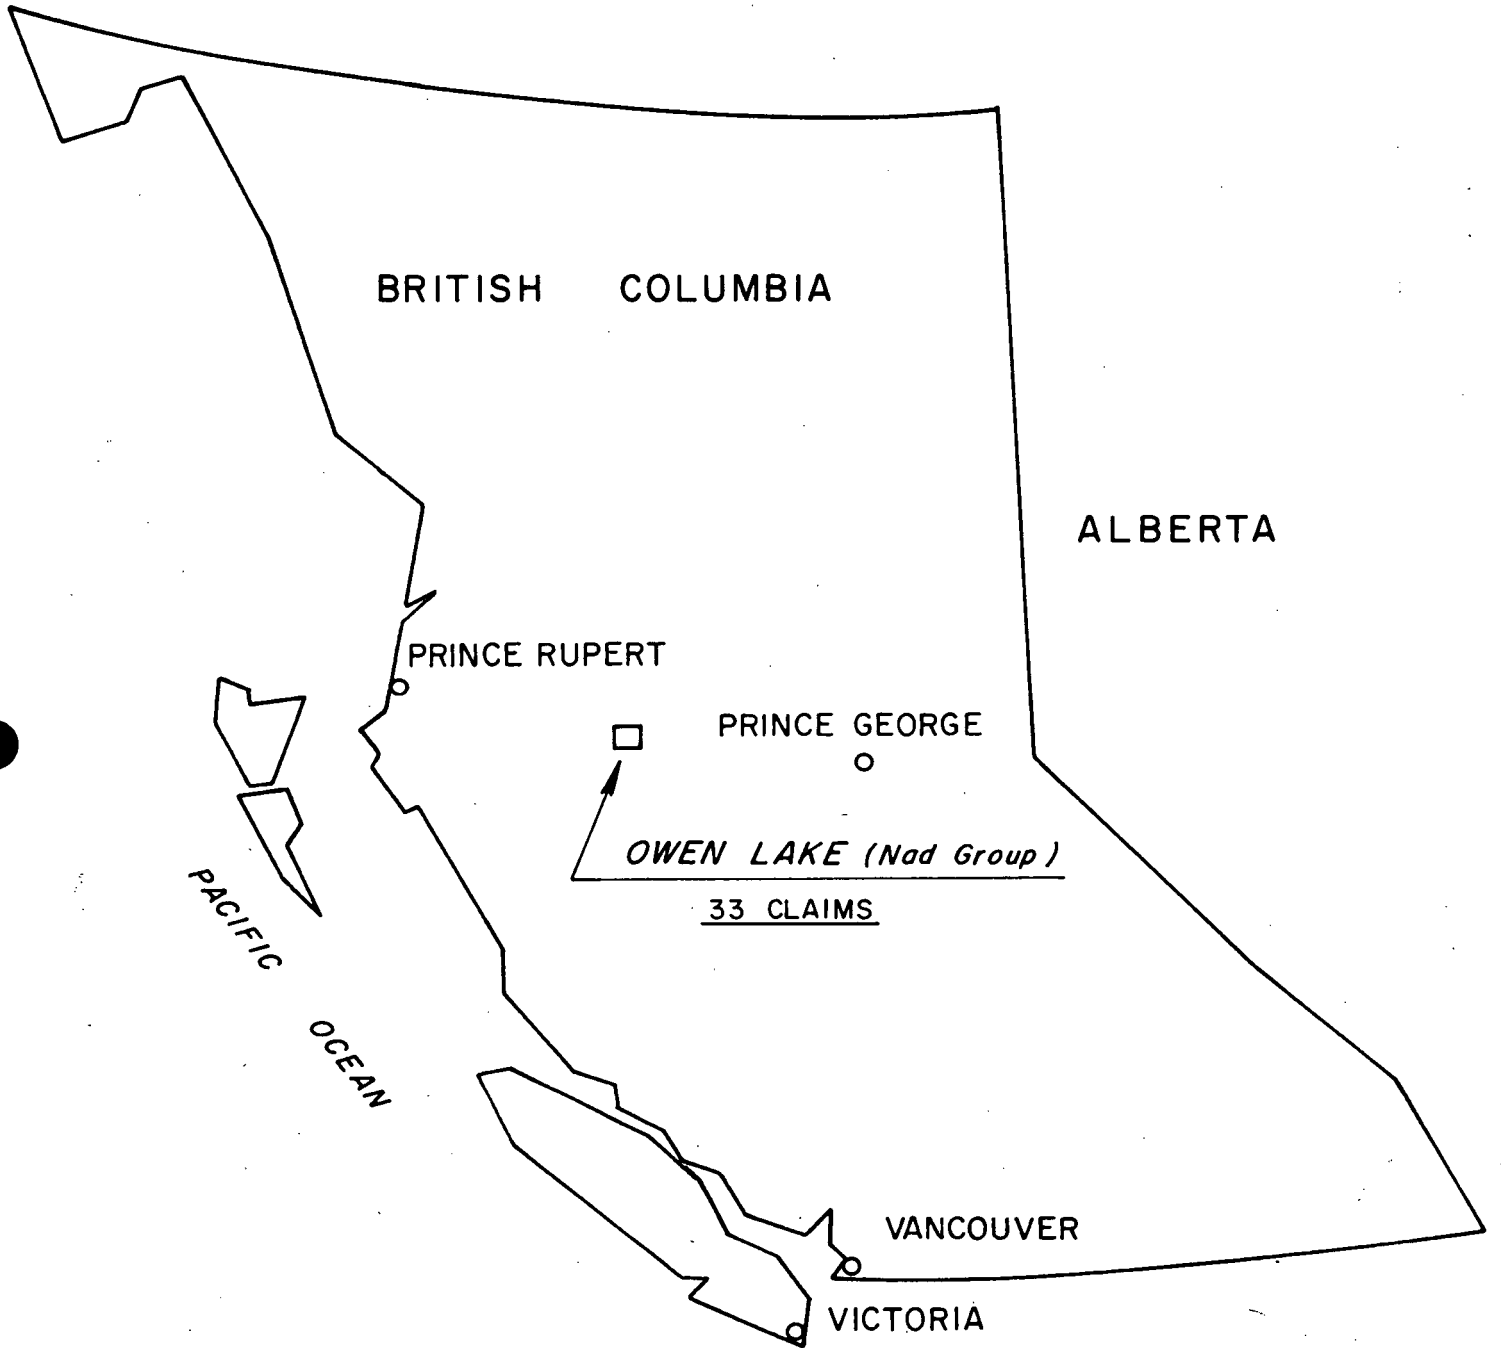 BRITISH COLUMBIA
ALBERTA
PRINCE RUPERT
PRINCE GEORGE
OWEN LAKE (Nad Group)
33 CLAIMS
PACIFIC OCEAN
VANCOUVER
VICTORIA